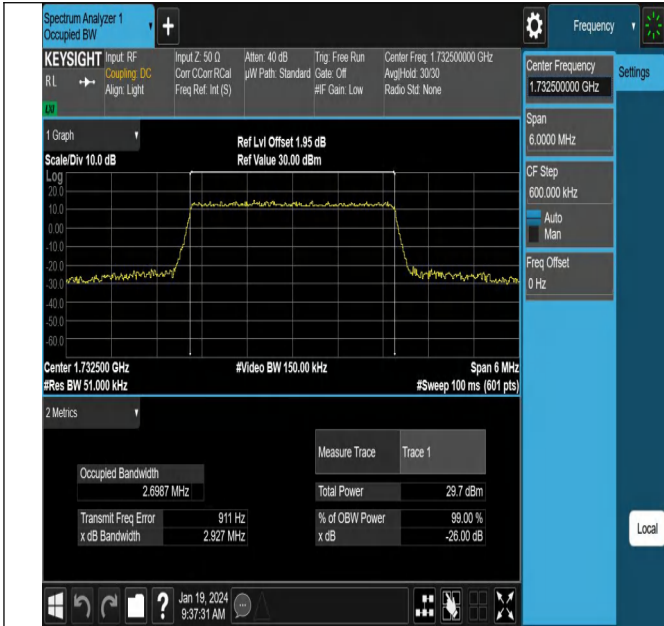 Spectrum Analyzer 1
Occupied BW
Frequency
KEYSIGHT
RL
LXI
Input: RF
Coupling: DC
Align: Light
Input Z: 50 Ω
Corr CCorr RCal
Freq Ref: Int (S)
Atten: 40 dB
µW Path: Standard
Trig: Free Run
Gate: Off
#IF Gain: Low
Center Freq: 1.732500000 GHz
Avg|Hold: 30/30
Radio Std: None
Center Frequency
1.732500000 GHz
Settings
Span
6.0000 MHz
CF Step
600.000 kHz
Auto
Man
Freq Offset
0 Hz
1 Graph
Scale/Div 10.0 dB
Ref Lvl Offset 1.95 dB
Ref Value 30.00 dBm
Log
20.0
10.0
0.00
-10.0
-20.0
-30.0
-40.0
-50.0
-60.0
Center 1.732500 GHz
#Video BW 150.00 kHz
Span 6 MHz
#Res BW 51.000 kHz
#Sweep 100 ms (601 pts)
2 Metrics
Measure Trace Trace 1
Occupied Bandwidth
2.6987 MHz
Total Power 29.7 dBm
Transmit Freq Error 911 Hz
% of OBW Power 99.00 %
x dB Bandwidth 2.927 MHz
x dB -26.00 dB
Local
?
Jan 19, 2024
9:37:31 AM